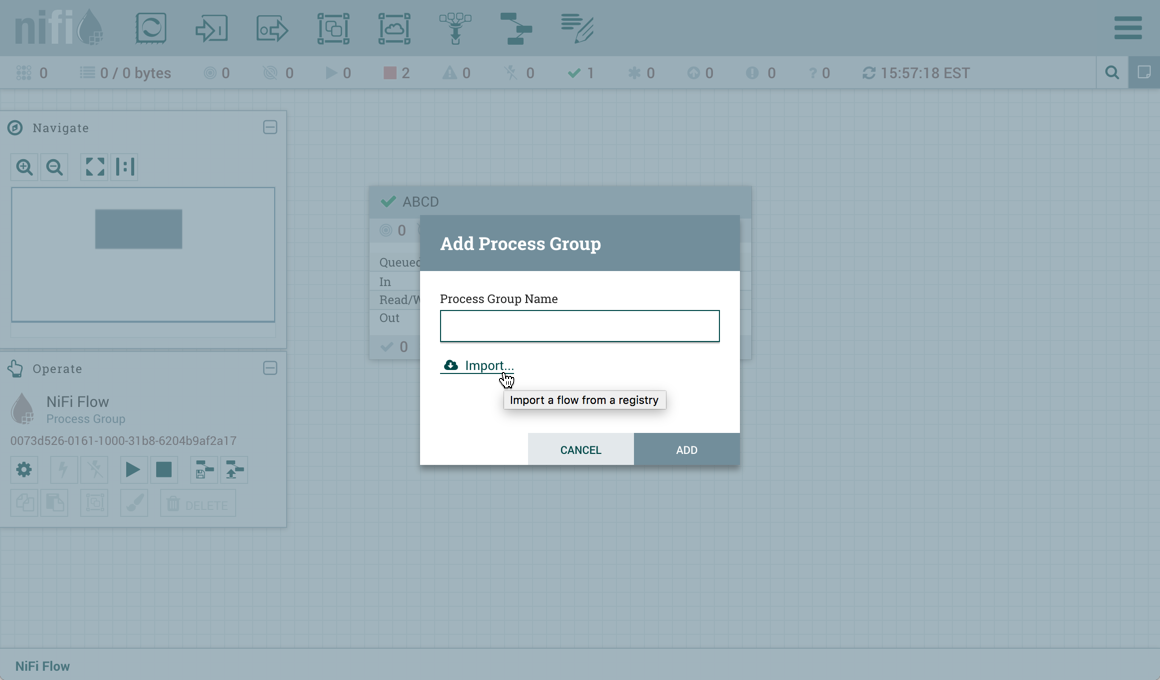 nifi
0 0 / 0 bytes 0 0 0 2 0 0 1 0 0 0 ? 0 15:57:18 EST
Navigate
Operate
NiFi Flow
Process Group
0073d526-0161-1000-31b8-6204b9af2a17
DELETE
ABCD
0
Queued
In
Read/W
Out
0
Add Process Group
Process Group Name
Import...
Import a flow from a registry
CANCEL
ADD
NiFi Flow